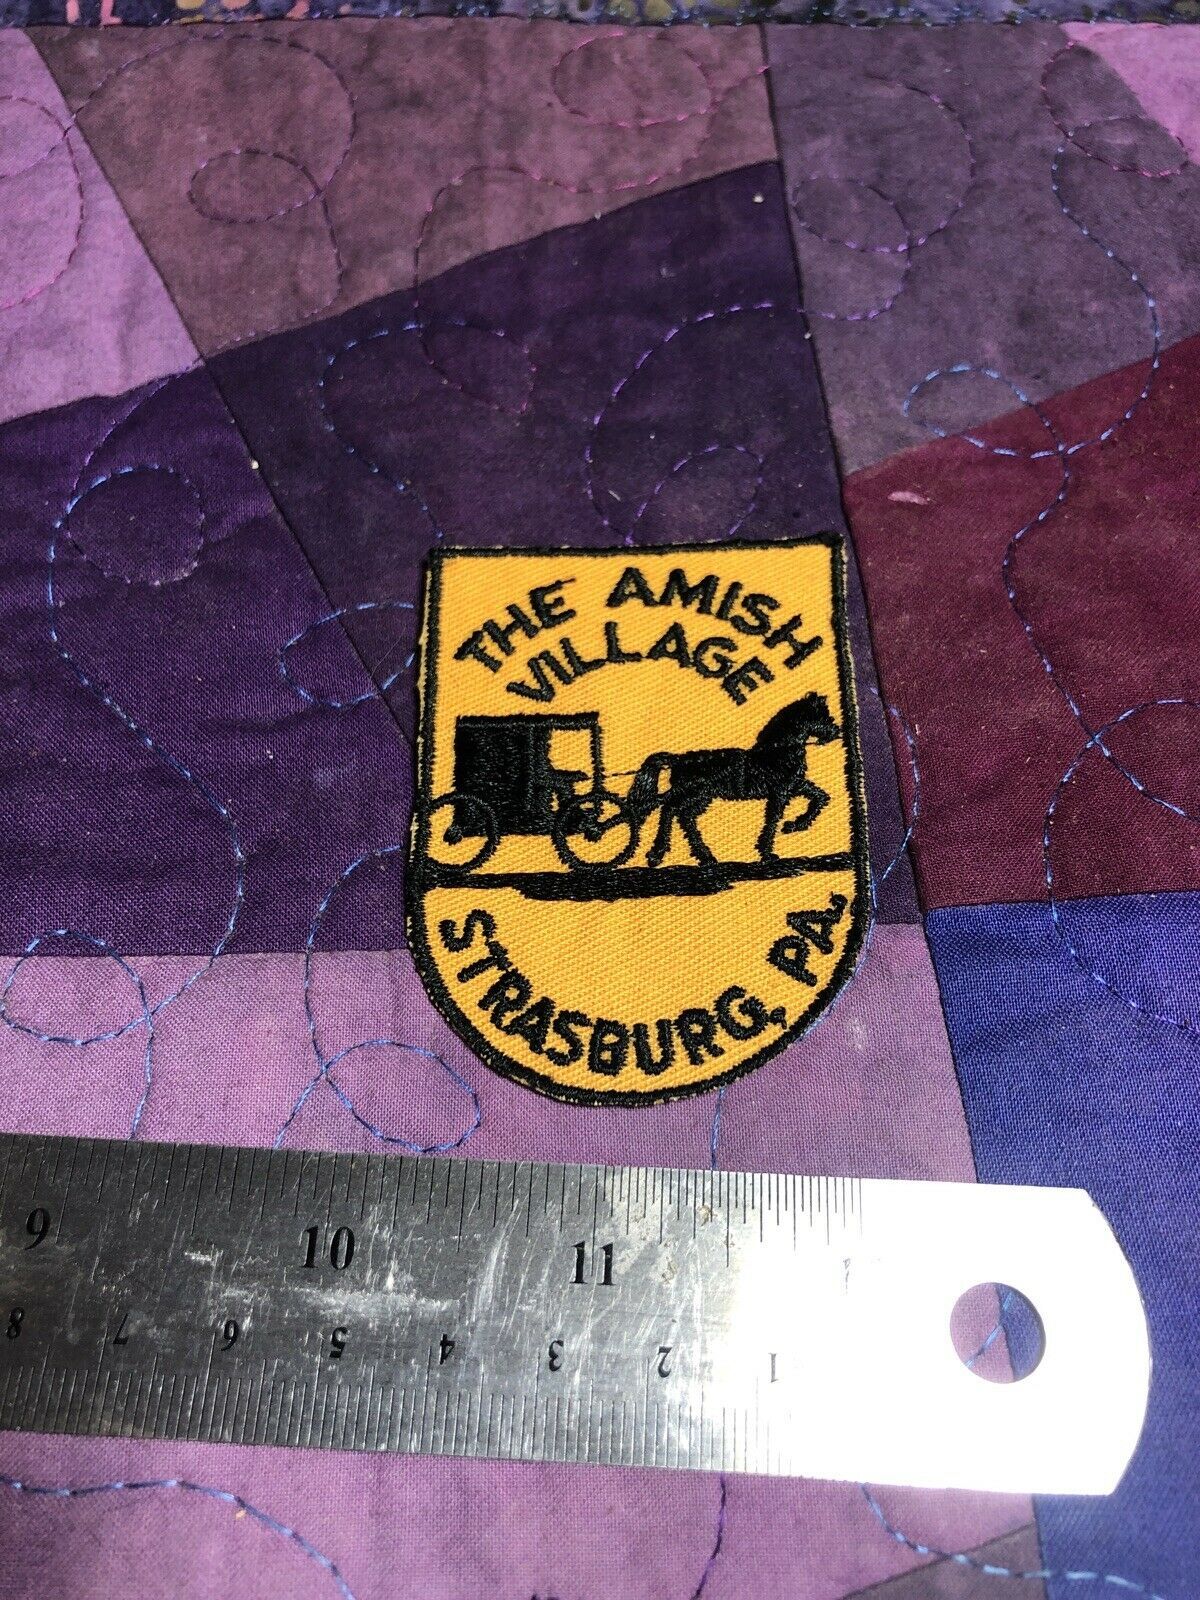 THE AMISH
VILLAGE
STRASBURG, PA.
9 10 11
8 7 6 5 4 3 2 1